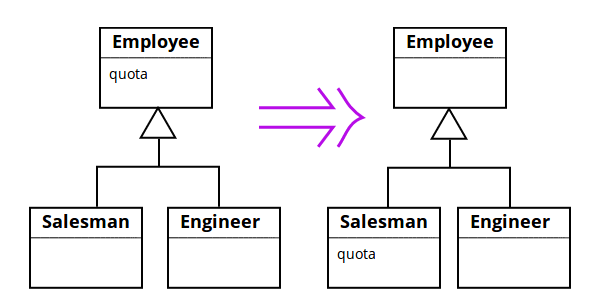 Employee
quota
Salesman
Engineer
Employee
Salesman
quota
Engineer